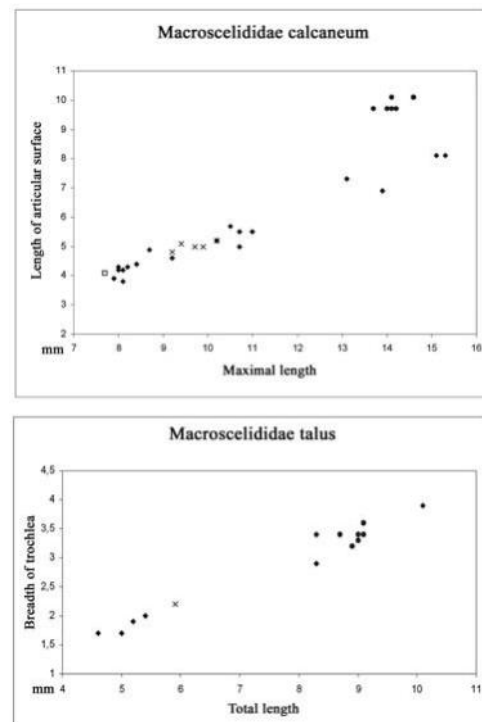 Macroscelididae calcaneum
Length of articular surface
11
10
9
8
7
6
5
4
3
2
mm
7 8 9 10 11 12 13 14 15 16
Maximal length
Macroscelididae talus
Breadth of trochlea
4,5
4
3,5
3
2,5
2
1,5
1
mm
4 5 6 7 8 9 10 11
Total length